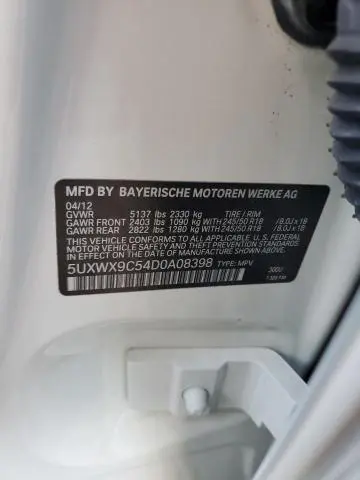 MFD BY BAYERISCHE MOTOREN WERKE AG
04/12
GVWR 5137 lbs 2330 kg TIRE / RIM
GAWR FRONT 2403 lbs 1090 kg WITH 245/50 R18 /8.0J x 18
GAWR REAR 2822 lbs 1280 kg WITH 245/50 R18 /8.0J x 18
THIS VEHICLE CONFORMS TO ALL APPLICABLE U. S. FEDERAL
MOTOR VEHICLE SAFETY AND THEFT PREVENTION STANDARDS
IN EFFECT ON THE DATE OF MANUFACTURE SHOWN ABOVE.
5UXWX9C54D0A08398 TYPE: MPV 300U